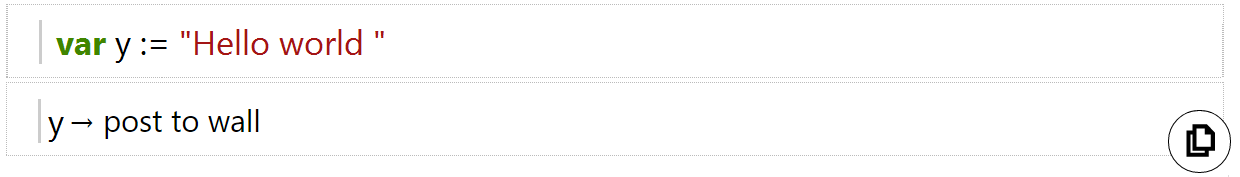 var y := "Hello world "
y → post to wall